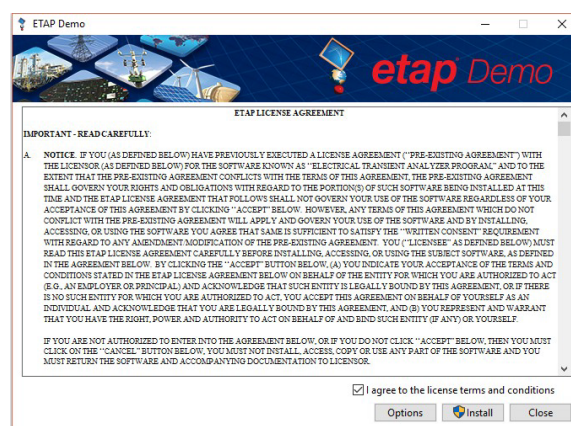 ETAP Demo
etap Demo
ETAP LICENSE AGREEMENT
IMPORTANT - READ CAREFULLY:
A. NOTICE. IF YOU (AS DEFINED BELOW) HAVE PREVIOUSLY EXECUTED A LICENSE AGREEMENT ("PRE-EXISTING AGREEMENT") WITH
THE LICENSOR (AS DEFINED BELOW) FOR THE SOFTWARE KNOWN AS "ELECTRICAL TRANSIENT ANALYZER PROGRAM," AND TO THE
EXTENT THAT THE PRE-EXISTING AGREEMENT CONFLICTS WITH THE TERMS OF THIS AGREEMENT, THE PRE-EXISTING AGREEMENT
SHALL GOVERN YOUR RIGHTS AND OBLIGATIONS WITH REGARD TO THE PORTION(S) OF SUCH SOFTWARE BEING INSTALLED AT THIS
TIME AND THE ETAP LICENSE AGREEMENT THAT FOLLOWS SHALL NOT GOVERN YOUR USE OF THE SOFTWARE REGARDLESS OF YOUR
ACCEPTANCE OF THIS AGREEMENT BY CLICKING "ACCEPT" BELOW. HOWEVER, ANY TERMS OF THIS AGREEMENT WHICH DO NOT
CONFLICT WITH THE PRE-EXISTING AGREEMENT WILL APPLY AND GOVERN YOUR USE OF THE SOFTWARE AND BY INSTALLING,
ACCESSING, OR USING THE SOFTWARE YOU AGREE THAT SAME IS SUFFICIENT TO SATISFY THE "WRITTEN CONSENT" REQUIREMENT
WITH REGARD TO ANY AMENDMENT/MODIFICATION OF THE PRE-EXISTING AGREEMENT. YOU ("LICENSEE" AS DEFINED BELOW) MUST
READ THIS ETAP LICENSE AGREEMENT CAREFULLY BEFORE INSTALLING, ACCESSING, OR USING THE SUBJECT SOFTWARE, AS DEFINED
IN THE AGREEMENT BELOW. BY CLICKING THE "ACCEPT" BUTTON BELOW, (A) YOU INDICATE YOUR ACCEPTANCE OF THE TERMS AND
CONDITIONS STATED IN THE ETAP LICENSE AGREEMENT BELOW ON BEHALF OF THE ENTITY FOR WHICH YOU ARE AUTHORIZED TO ACT
(E.G., AN EMPLOYER OR PRINCIPAL) AND ACKNOWLEDGE THAT SUCH ENTITY IS LEGALLY BOUND BY THIS AGREEMENT, OR IF THERE
IS NO SUCH ENTITY FOR WHICH YOU ARE AUTHORIZED TO ACT, YOU ACCEPT THIS AGREEMENT ON BEHALF OF YOURSELF AS AN
INDIVIDUAL AND ACKNOWLEDGE THAT YOU ARE LEGALLY BOUND BY THIS AGREEMENT, AND (B) YOU REPRESENT AND WARRANT
THAT YOU HAVE THE RIGHT, POWER AND AUTHORITY TO ACT ON BEHALF OF AND BIND SUCH ENTITY (IF ANY) OR YOURSELF.
IF YOU ARE NOT AUTHORIZED TO ENTER INTO THE AGREEMENT BELOW, OR IF YOU DO NOT CLICK "ACCEPT" BELOW, THEN YOU MUST
CLICK ON THE "CANCEL" BUTTON BELOW, YOU MUST NOT INSTALL, ACCESS, COPY OR USE ANY PART OF THE SOFTWARE AND YOU
MUST RETURN THE SOFTWARE AND ACCOMPANYING DOCUMENTATION TO LICENSOR.
I agree to the license terms and conditions
Options Install Close